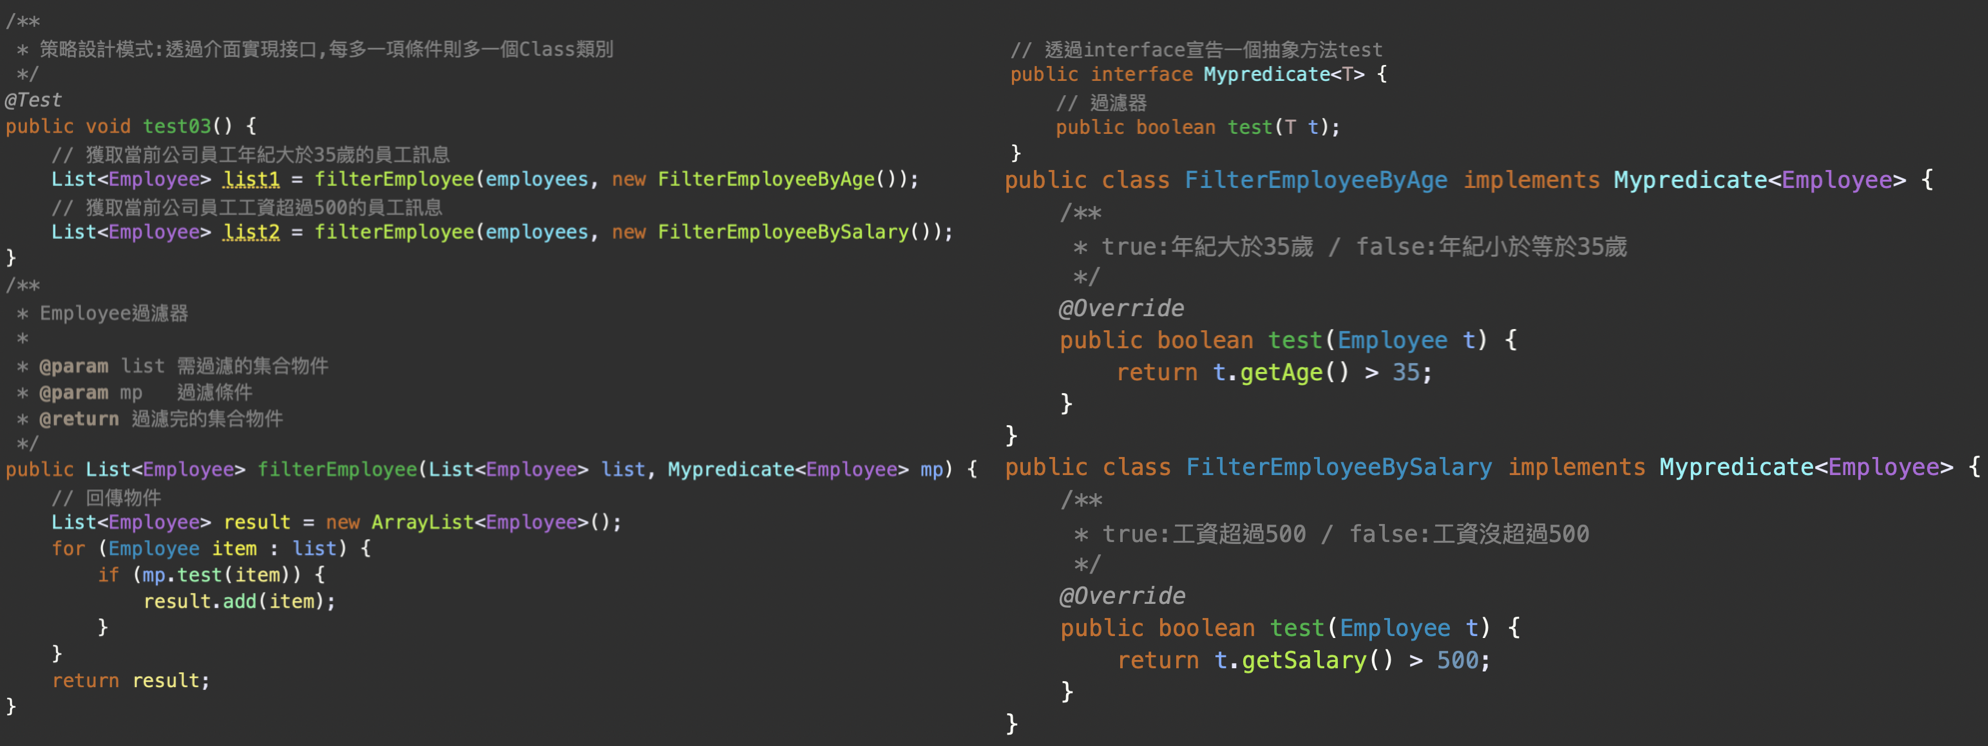 /**
 * 策略設計模式:透過介面實現接口,每多一項條件則多一個Class類別
 */
@Test
public void test03() {
    // 獲取當前公司員工年紀大於35歲的員工訊息
    List<Employee> list1 = filterEmployee(employees, new FilterEmployeeByAge());
    // 獲取當前公司員工工資超過500的員工訊息
    List<Employee> list2 = filterEmployee(employees, new FilterEmployeeBySalary());
}
/**
 * Employee過濾器
 *
 * @param list 需過濾的集合物件
 * @param mp   過濾條件
 * @return 過濾完的集合物件
 */
public List<Employee> filterEmployee(List<Employee> list, Mypredicate<Employee> mp) {
    // 回傳物件
    List<Employee> result = new ArrayList<Employee>();
    for (Employee item : list) {
        if (mp.test(item)) {
            result.add(item);
        }
    }
    return result;
}
// 透過interface宣告一個抽象方法test
public interface Mypredicate<T> {
    // 過濾器
    public boolean test(T t);
}
public class FilterEmployeeByAge implements Mypredicate<Employee> {
    /**
     * true:年紀大於35歲 / false:年紀小於等於35歲
     */
    @Override
    public boolean test(Employee t) {
        return t.getAge() > 35;
    }
}
public class FilterEmployeeBySalary implements Mypredicate<Employee> {
    /**
     * true:工資超過500 / false:工資沒超過500
     */
    @Override
    public boolean test(Employee t) {
        return t.getSalary() > 500;
    }
}